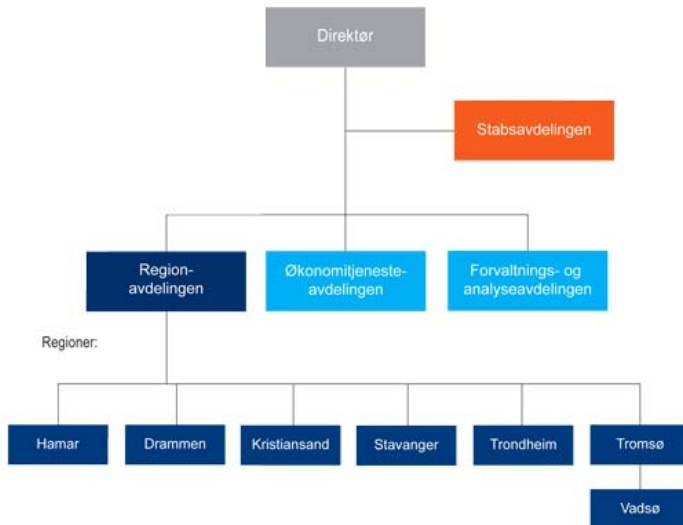 Direktør
Stabsavdelingen
Region-
avdelingen
Økonomitjeneste-
avdelingen
Forvaltnings- og
analyseavdelingen
Regioner:
Hamar
Drammen
Kristiansand
Stavanger
Trondheim
Tromsø
Vadsø